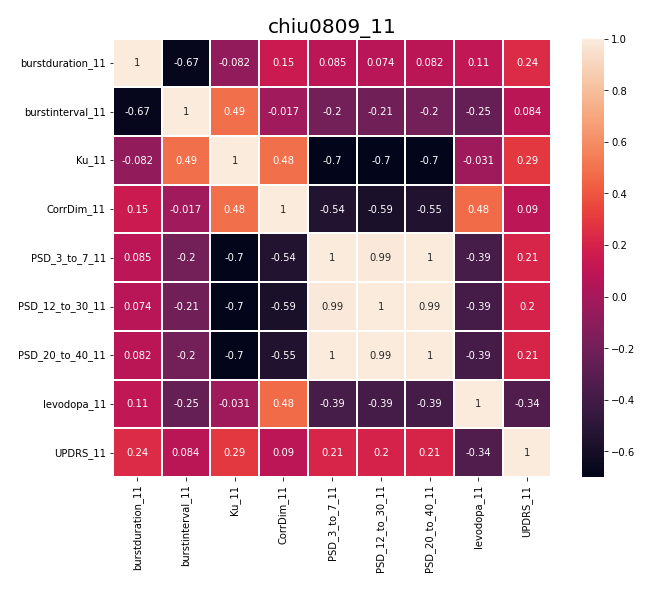 chiu0809_11
burstduration_11 1 -0.67 -0.082 0.15 0.085 0.074 0.082 0.11 0.24
burstinterval_11 -0.67 1 0.49 -0.017 -0.2 -0.21 -0.2 -0.25 0.084
Ku_11 -0.082 0.49 1 0.48 -0.7 -0.7 -0.7 -0.031 0.29
CorrDim_11 0.15 -0.017 0.48 1 -0.54 -0.59 -0.55 0.48 0.09
PSD_3_to_7_11 0.085 -0.2 -0.7 -0.54 1 0.99 1 -0.39 0.21
PSD_12_to_30_11 0.074 -0.21 -0.7 -0.59 0.99 1 0.99 -0.39 0.2
PSD_20_to_40_11 0.082 -0.2 -0.7 -0.55 1 0.99 1 -0.39 0.21
levodopa_11 0.11 -0.25 -0.031 0.48 -0.39 -0.39 -0.39 1 -0.34
UPDRS_11 0.24 0.084 0.29 0.09 0.21 0.2 0.21 -0.34 1
burstduration_11
burstinterval_11
Ku_11
CorrDim_11
PSD_3_to_7_11
PSD_12_to_30_11
PSD_20_to_40_11
levodopa_11
UPDRS_11
1.0
0.8
0.6
0.4
0.2
0.0
−0.2
−0.4
−0.6